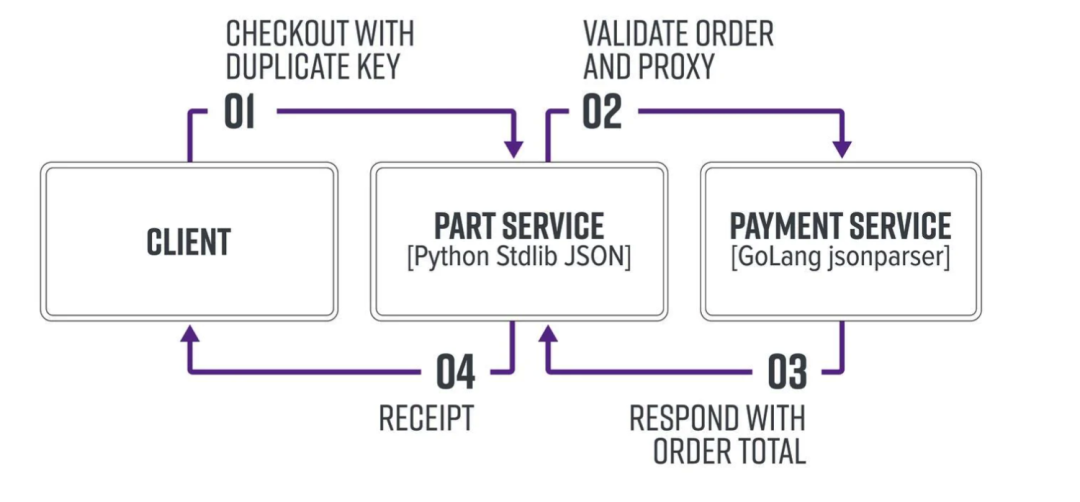 CHECKOUT WITH
DUPLICATE KEY
01
VALIDATE ORDER
AND PROXY
02
CLIENT
PART SERVICE
[Python Stdlib JSON]
PAYMENT SERVICE
[GoLang jsonparser]
04
RECEIPT
03
RESPOND WITH
ORDER TOTAL